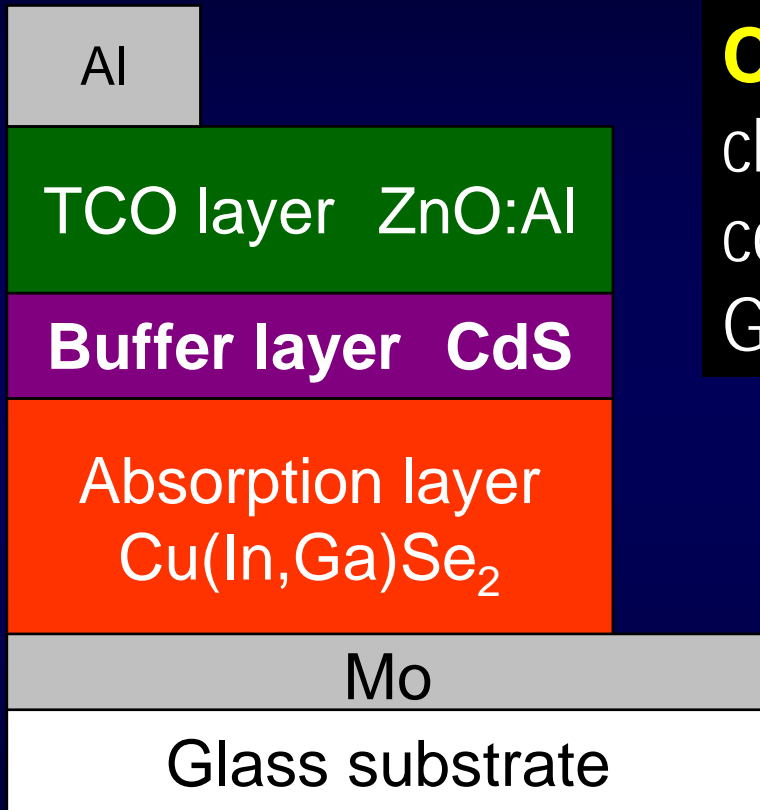 Al
TCO layer ZnO:Al
Buffer layer CdS
Absorption layer
Cu(In,Ga)Se₂
Mo
Glass substrate